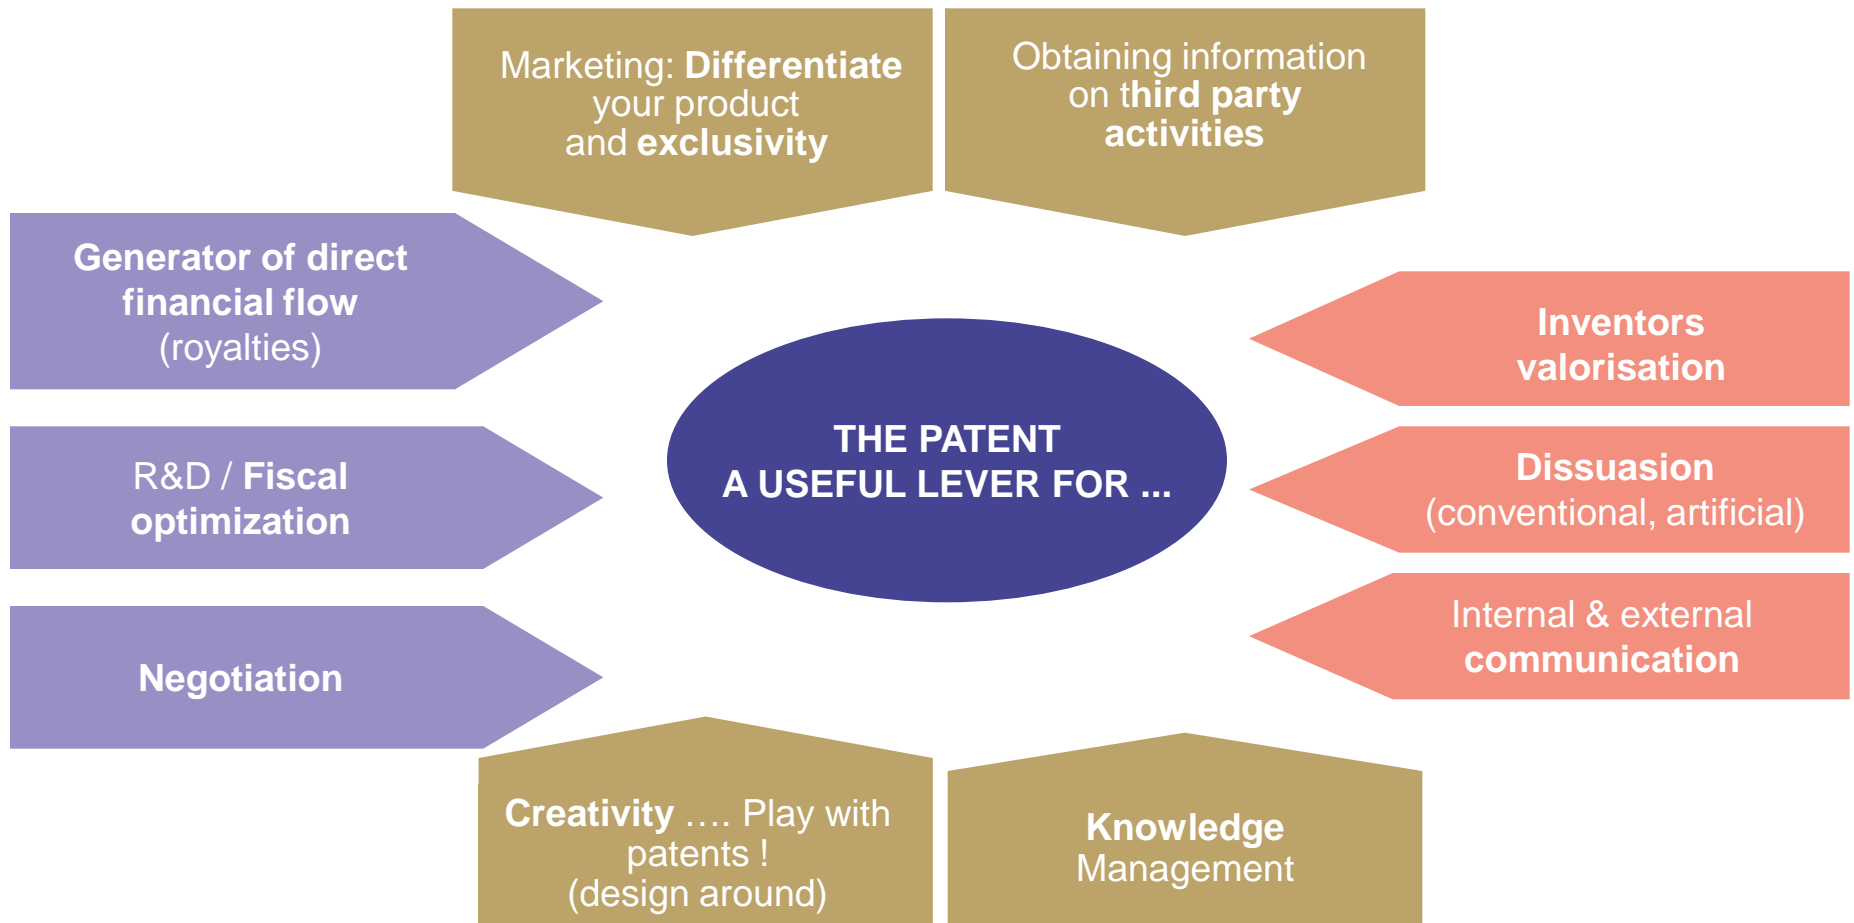 Marketing: Differentiate
your product
and exclusivity
Obtaining information
on third party
activities
Generator of direct
financial flow
(royalties)
Inventors
valorisation
THE PATENT
A USEFUL LEVER FOR ...
R&D / Fiscal
optimization
Dissuasion
(conventional, artificial)
Negotiation
Internal & external
communication
Creativity …. Play with
patents !
(design around)
Knowledge
Management